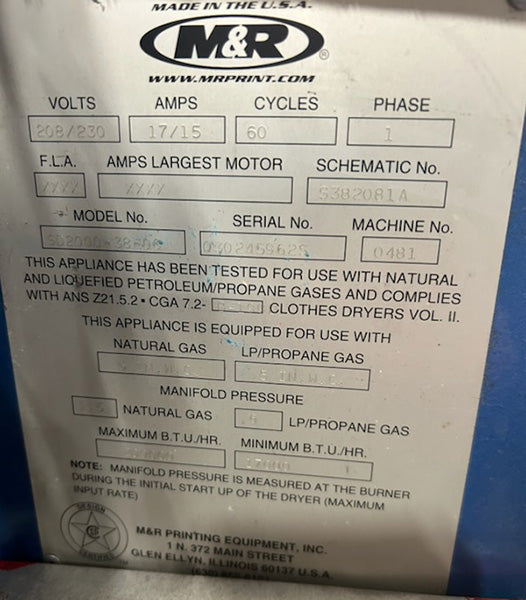 MADE IN THE U.S.A.
M&R®
WWW.MRPRINT.COM
VOLTS AMPS CYCLES PHASE
208/230 17/15 60 1
F.L.A. AMPS LARGEST MOTOR SCHEMATIC No.
XXXX XXXX S382081A
MODEL No. SERIAL No. MACHINE No.
0481
THIS APPLIANCE HAS BEEN TESTED FOR USE WITH NATURAL
AND LIQUEFIED PETROLEUM/PROPANE GASES AND COMPLIES
WITH ANS Z21.5.2 • CGA 7.2- CLOTHES DRYERS VOL. II.
THIS APPLIANCE IS EQUIPPED FOR USE WITH
NATURAL GAS LP/PROPANE GAS
IN.W.C. IN.W.C.
MANIFOLD PRESSURE
NATURAL GAS LP/PROPANE GAS
MAXIMUM B.T.U./HR. MINIMUM B.T.U./HR.
17000
NOTE: MANIFOLD PRESSURE IS MEASURED AT THE BURNER
DURING THE INITIAL START UP OF THE DRYER (MAXIMUM
INPUT RATE)
DESIGN
CERTIFIED
M&R PRINTING EQUIPMENT, INC.
1 N. 372 MAIN STREET
GLEN ELLYN, ILLINOIS 60137 U.S.A.